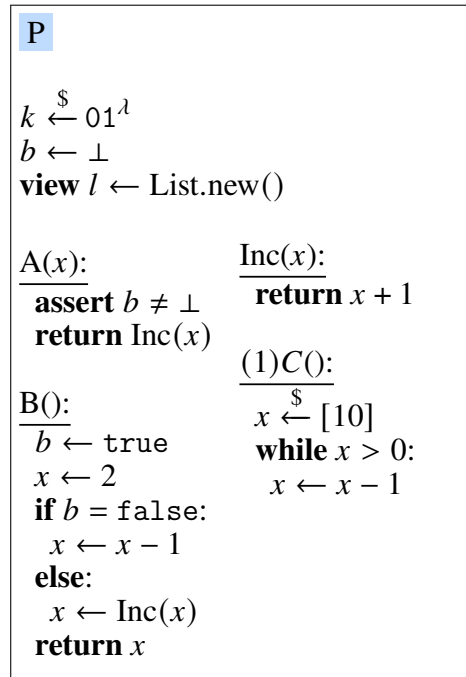 P
k ←$ 01^λ
b ← ⊥
view l ← List.new()
A(x):
assert b ≠ ⊥
return Inc(x)
B():
b ← true
x ← 2
if b = false:
x ← x − 1
else:
x ← Inc(x)
return x
Inc(x):
return x + 1
(1)C():
x ←$ [10]
while x > 0:
x ← x − 1